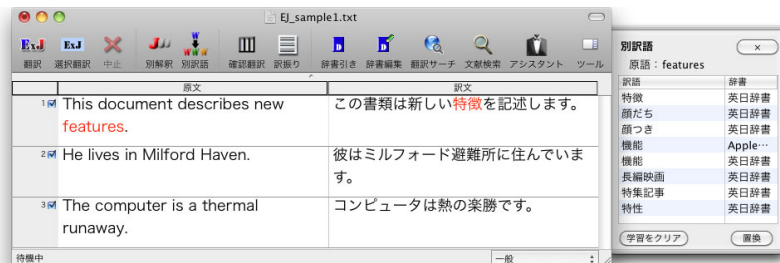 EJ_sample1.txt
翻訳 選択翻訳 中止 別解釈 別訳語 確認翻訳 訳振り 辞書引き 辞書編集 翻訳サーチ 文献検索 アシスタント ツール
原文 訳文
1 This document describes new features. この書類は新しい特徴を記述します。
2 He lives in Milford Haven. 彼はミルフォード避難所に住んでいます。
3 The computer is a thermal runaway. コンピュータは熱の楽勝です。
待機中 一般
別訳語
原語：features
訳語 辞書
特徴 英日辞書
顔だち 英日辞書
顔つき 英日辞書
機能 Apple…
機能 英日辞書
長編映画 英日辞書
特集記事 英日辞書
特性 英日辞書
学習をクリア 置換